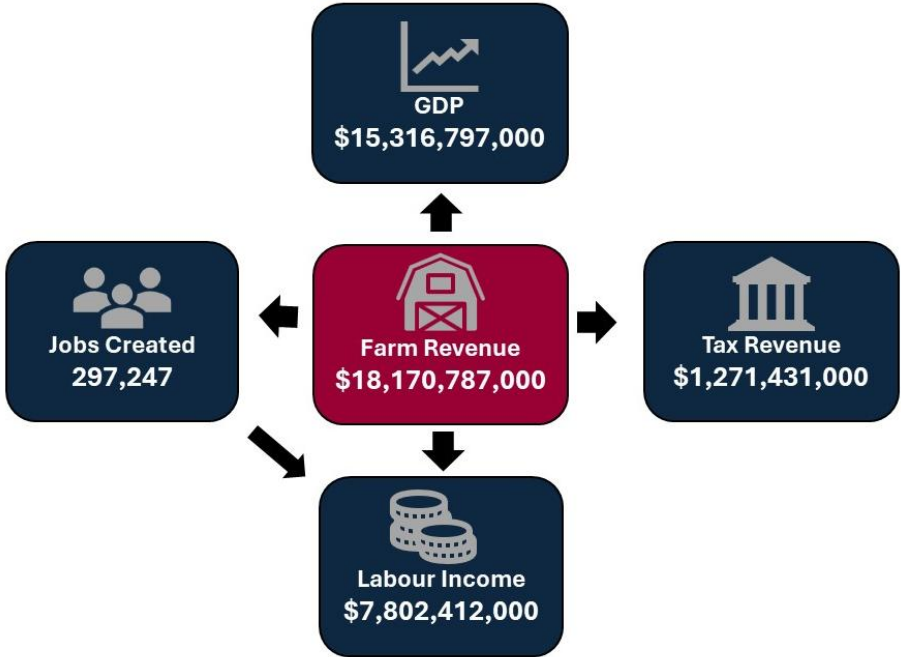 GDP
$15,316,797,000
Jobs Created
297,247
Farm Revenue
$18,170,787,000
Tax Revenue
$1,271,431,000
Labour Income
$7,802,412,000